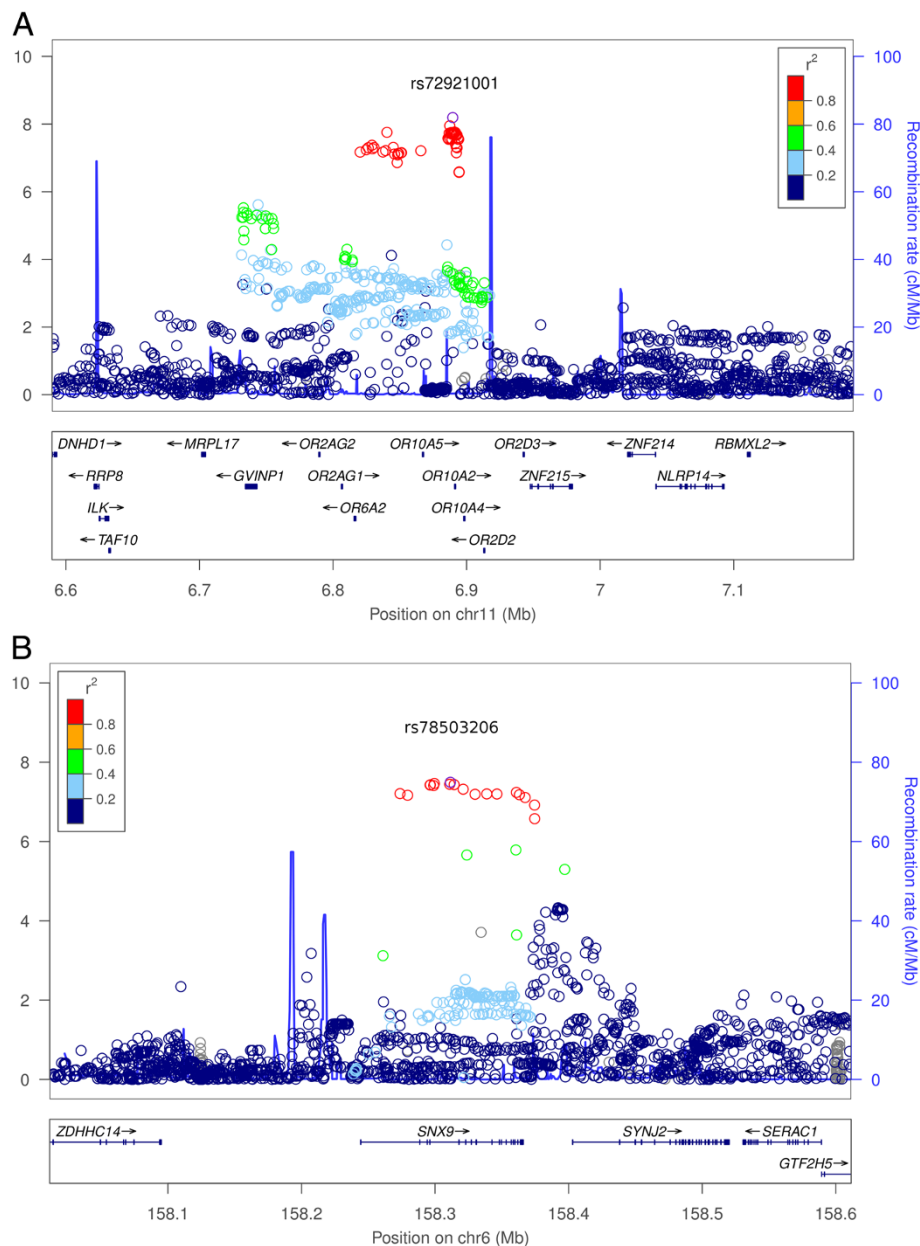 A
rs72921001
r²
0.8
0.6
0.4
0.2
10
8
6
4
2
0
100
80
60
40
20
0
Recombination rate (cM/Mb)
DNHD1→ ←MRPL17 ←OR2AG2 OR10A5→ OR2D3→ ←ZNF214 RBMXL2→
←RRP8 ←GVINP1 OR2AG1→ ←OR10A2→ ZNF215→ NLRP14→
ILK→ ←OR6A2 OR10A4→
←TAF10 ←OR2D2
6.6 6.7 6.8 6.9 7 7.1
Position on chr11 (Mb)
B
rs78503206
r²
0.8
0.6
0.4
0.2
10
8
6
4
2
0
100
80
60
40
20
0
Recombination rate (cM/Mb)
ZDHHC14→ SNX9→ SYNJ2→ ←SERAC1
GTF2H5→
158.1 158.2 158.3 158.4 158.5 158.6
Position on chr6 (Mb)